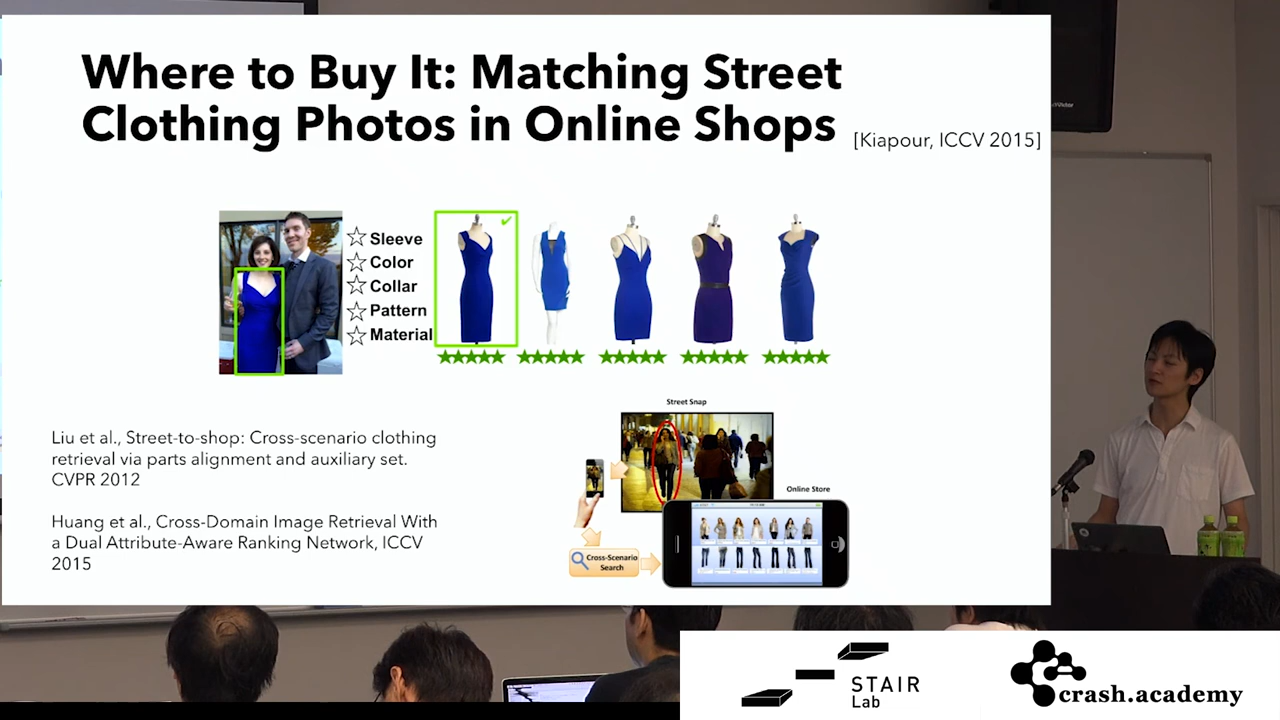 Where to Buy It: Matching Street
Clothing Photos in Online Shops
[Kiapour, ICCV 2015]
Sleeve
Color
Collar
Pattern
Material
Street Snap
Online Store
Cross-Scenario
Search
Liu et al., Street-to-shop: Cross-scenario clothing
retrieval via parts alignment and auxiliary set.
CVPR 2012
Huang et al., Cross-Domain Image Retrieval With
a Dual Attribute-Aware Ranking Network, ICCV
2015
STAIR
Lab
crash.academy